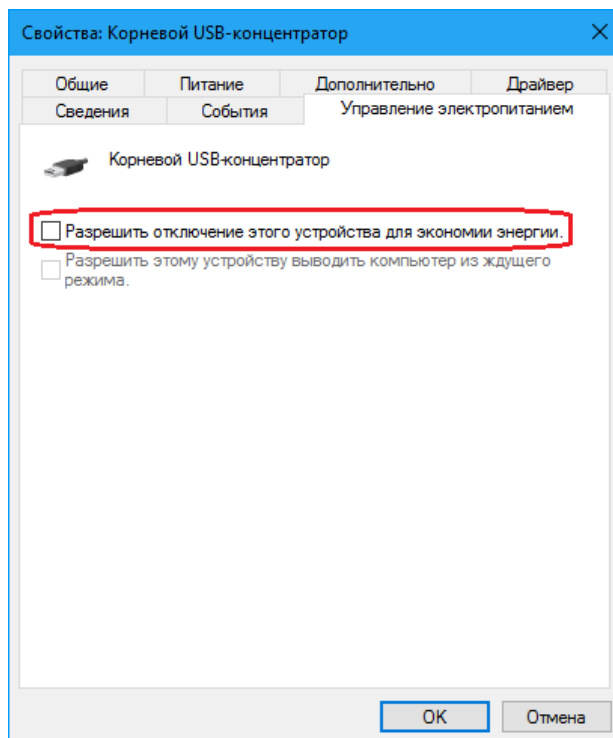 Свойства: Корневой USB-концентратор
Общие Питание Дополнительно Драйвер
Сведения События Управление электропитанием
Корневой USB-концентратор
Разрешить отключение этого устройства для экономии энергии.
Разрешить этому устройству выводить компьютер из ждущего
режима.
OK Отмена